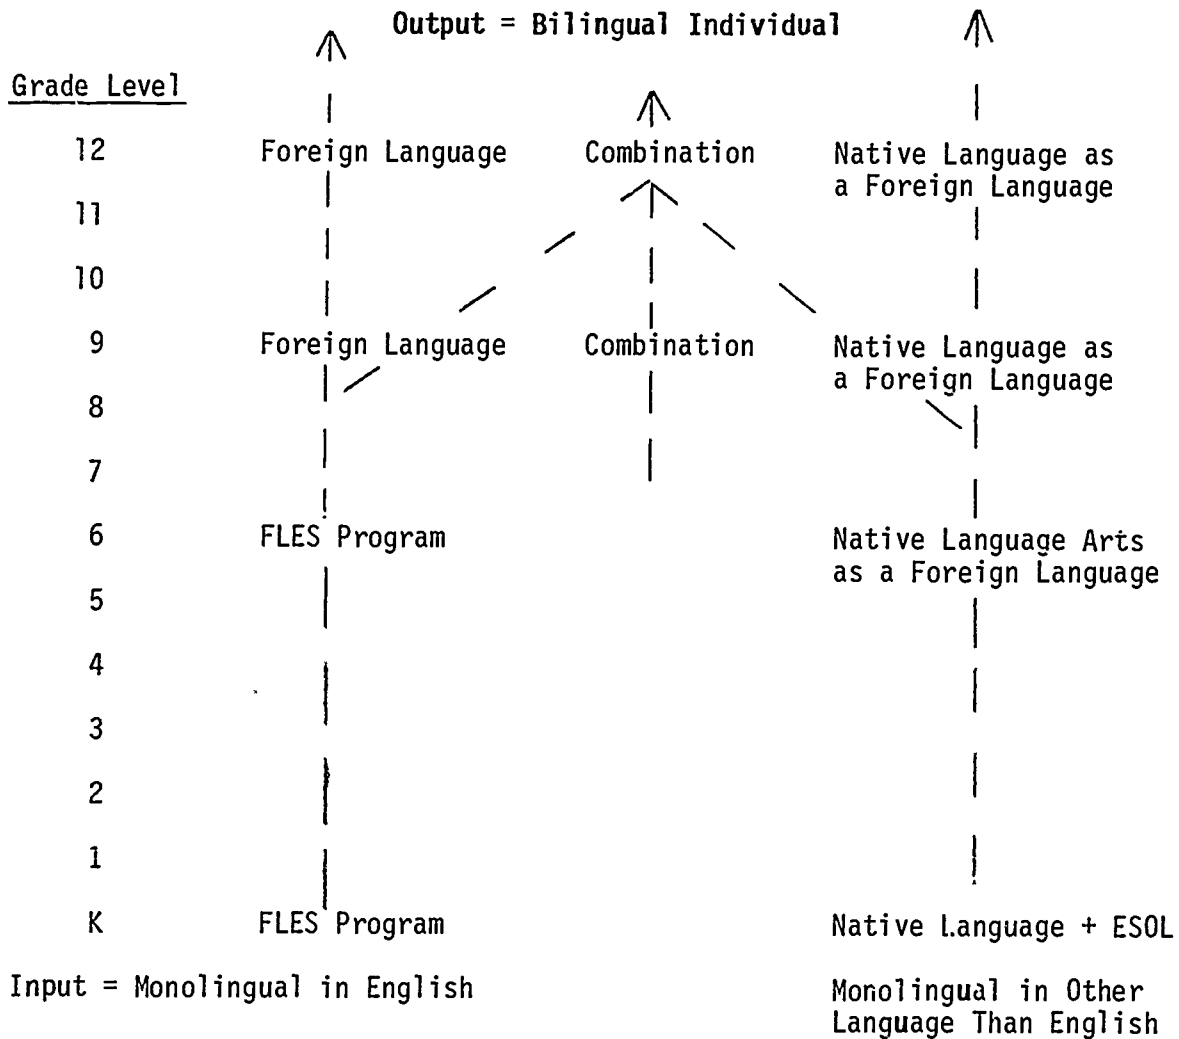 Output = Bilingual Individual
Grade Level
12 Foreign Language Combination Native Language as
a Foreign Language
11
10
9 Foreign Language Combination Native Language as
a Foreign Language
8
7
6 FLES Program Native Language Arts
as a Foreign Language
5
4
3
2
1
K FLES Program Native Language + ESOL
Input = Monolingual in English Monolingual in Other
Language Than English